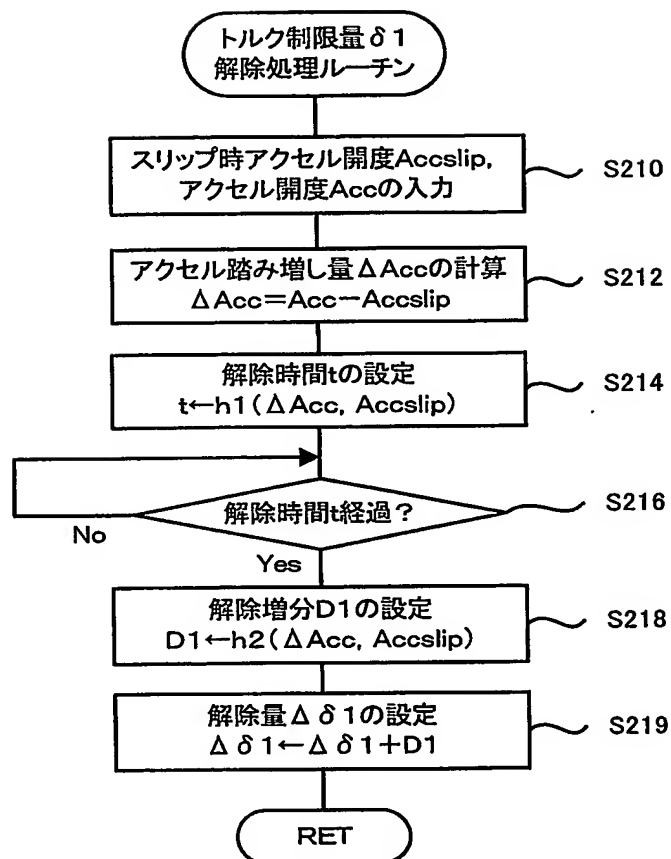 トルク制限量δ1
解除処理ルーチン
スリップ時アクセル開度Accslip,
アクセル開度Accの入力
S210
アクセル踏み増し量ΔAccの計算
ΔAcc=Acc-Accslip
S212
解除時間tの設定
t←h1(ΔAcc, Accslip)
S214
解除時間t経過?
S216
No
Yes
解除増分D1の設定
D1←h2(ΔAcc, Accslip)
S218
解除量Δδ1の設定
Δδ1←Δδ1+D1
S219
RET